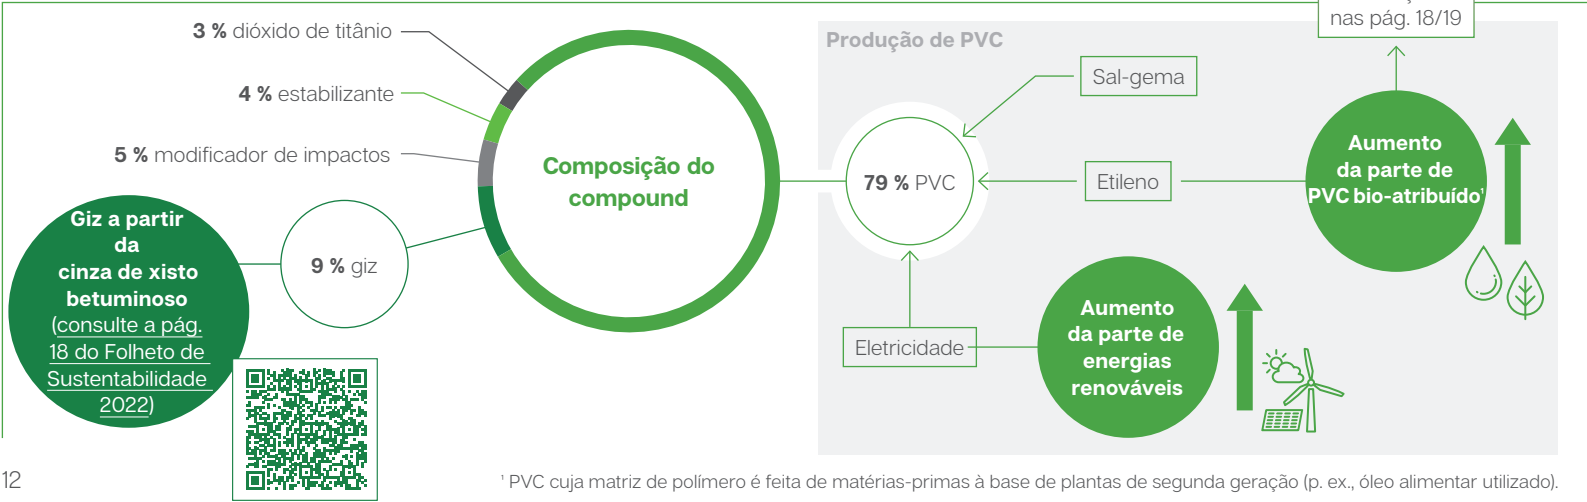 3 % dióxido de titânio
4 % estabilizante
5 % modificador de impactos
Giz a partir
da
cinza de xisto
betuminoso
(consulte a pág.
18 do Folheto de
Sustentabilidade
2022)
9 % giz
Composição do
compound
Produção de PVC
79 % PVC
Sal-gema
Etileno
Eletricidade
nas pág. 18/19
Aumento
da parte de
PVC bio-atribuído¹
Aumento
da parte de
energias
renováveis
12
¹ PVC cuja matriz de polímero é feita de matérias-primas à base de plantas de segunda geração (p. ex., óleo alimentar utilizado).